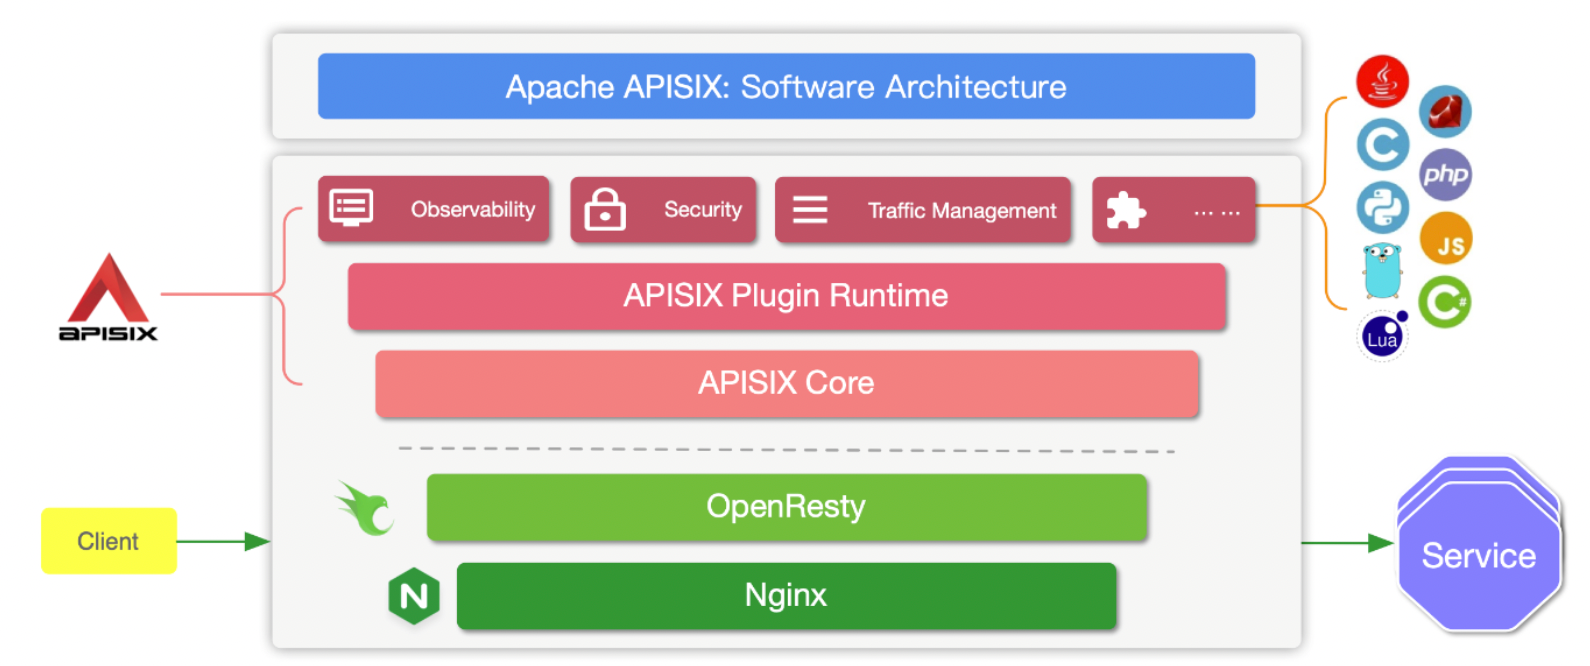 Apache APISIX: Software Architecture
Observability
Security
Traffic Management
... ...
php
JS
C
C#
Lua
APISIX Plugin Runtime
APISIX
APISIX Core
OpenResty
Client
Service
N
Nginx